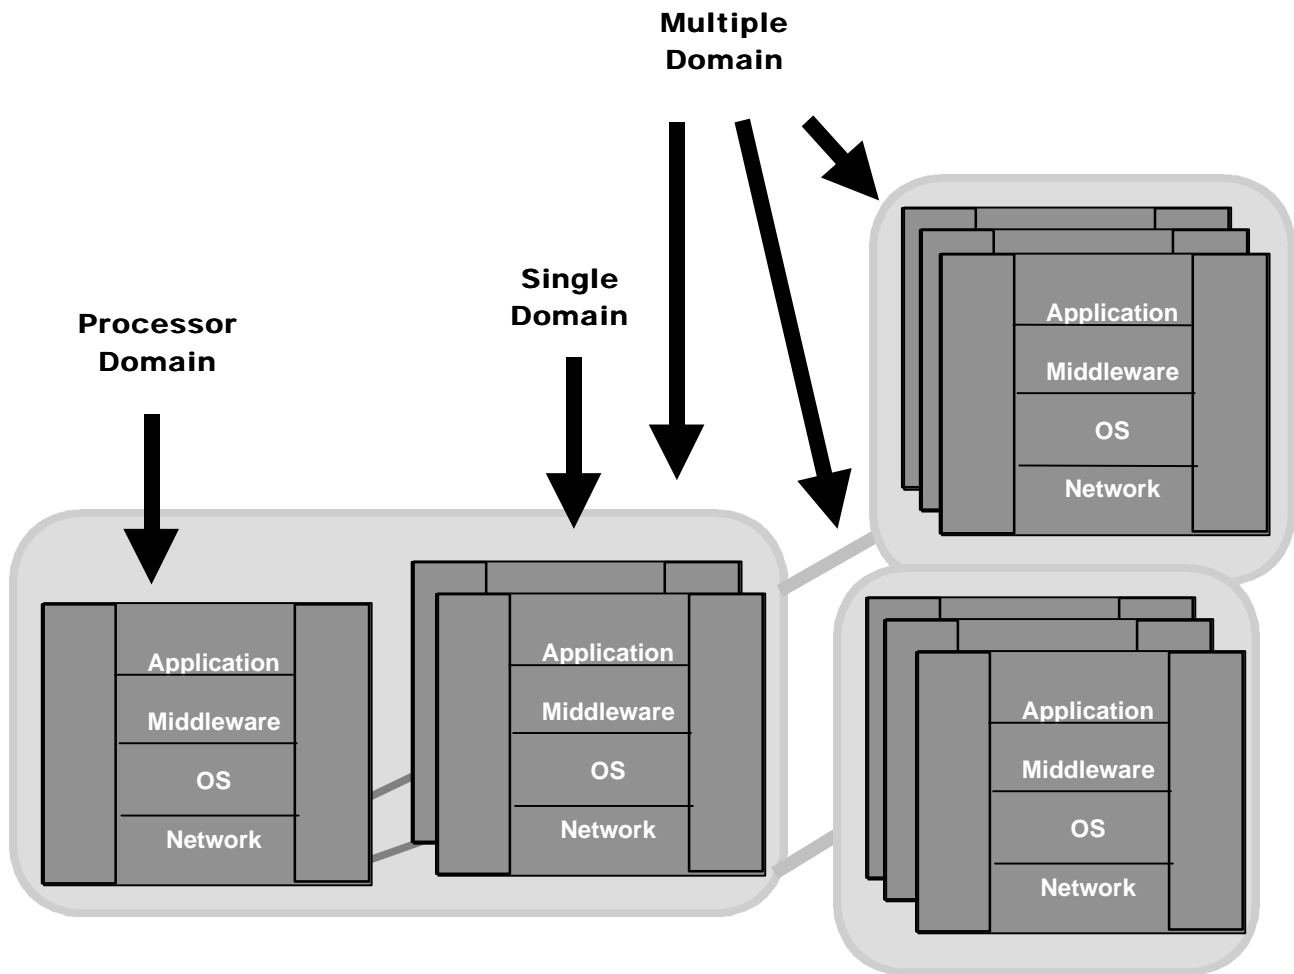 Multiple
Domain
Single
Domain
Processor
Domain
Application
Middleware
OS
Network
Application
Middleware
OS
Network
Application
Middleware
OS
Network
Application
Middleware
OS
Network